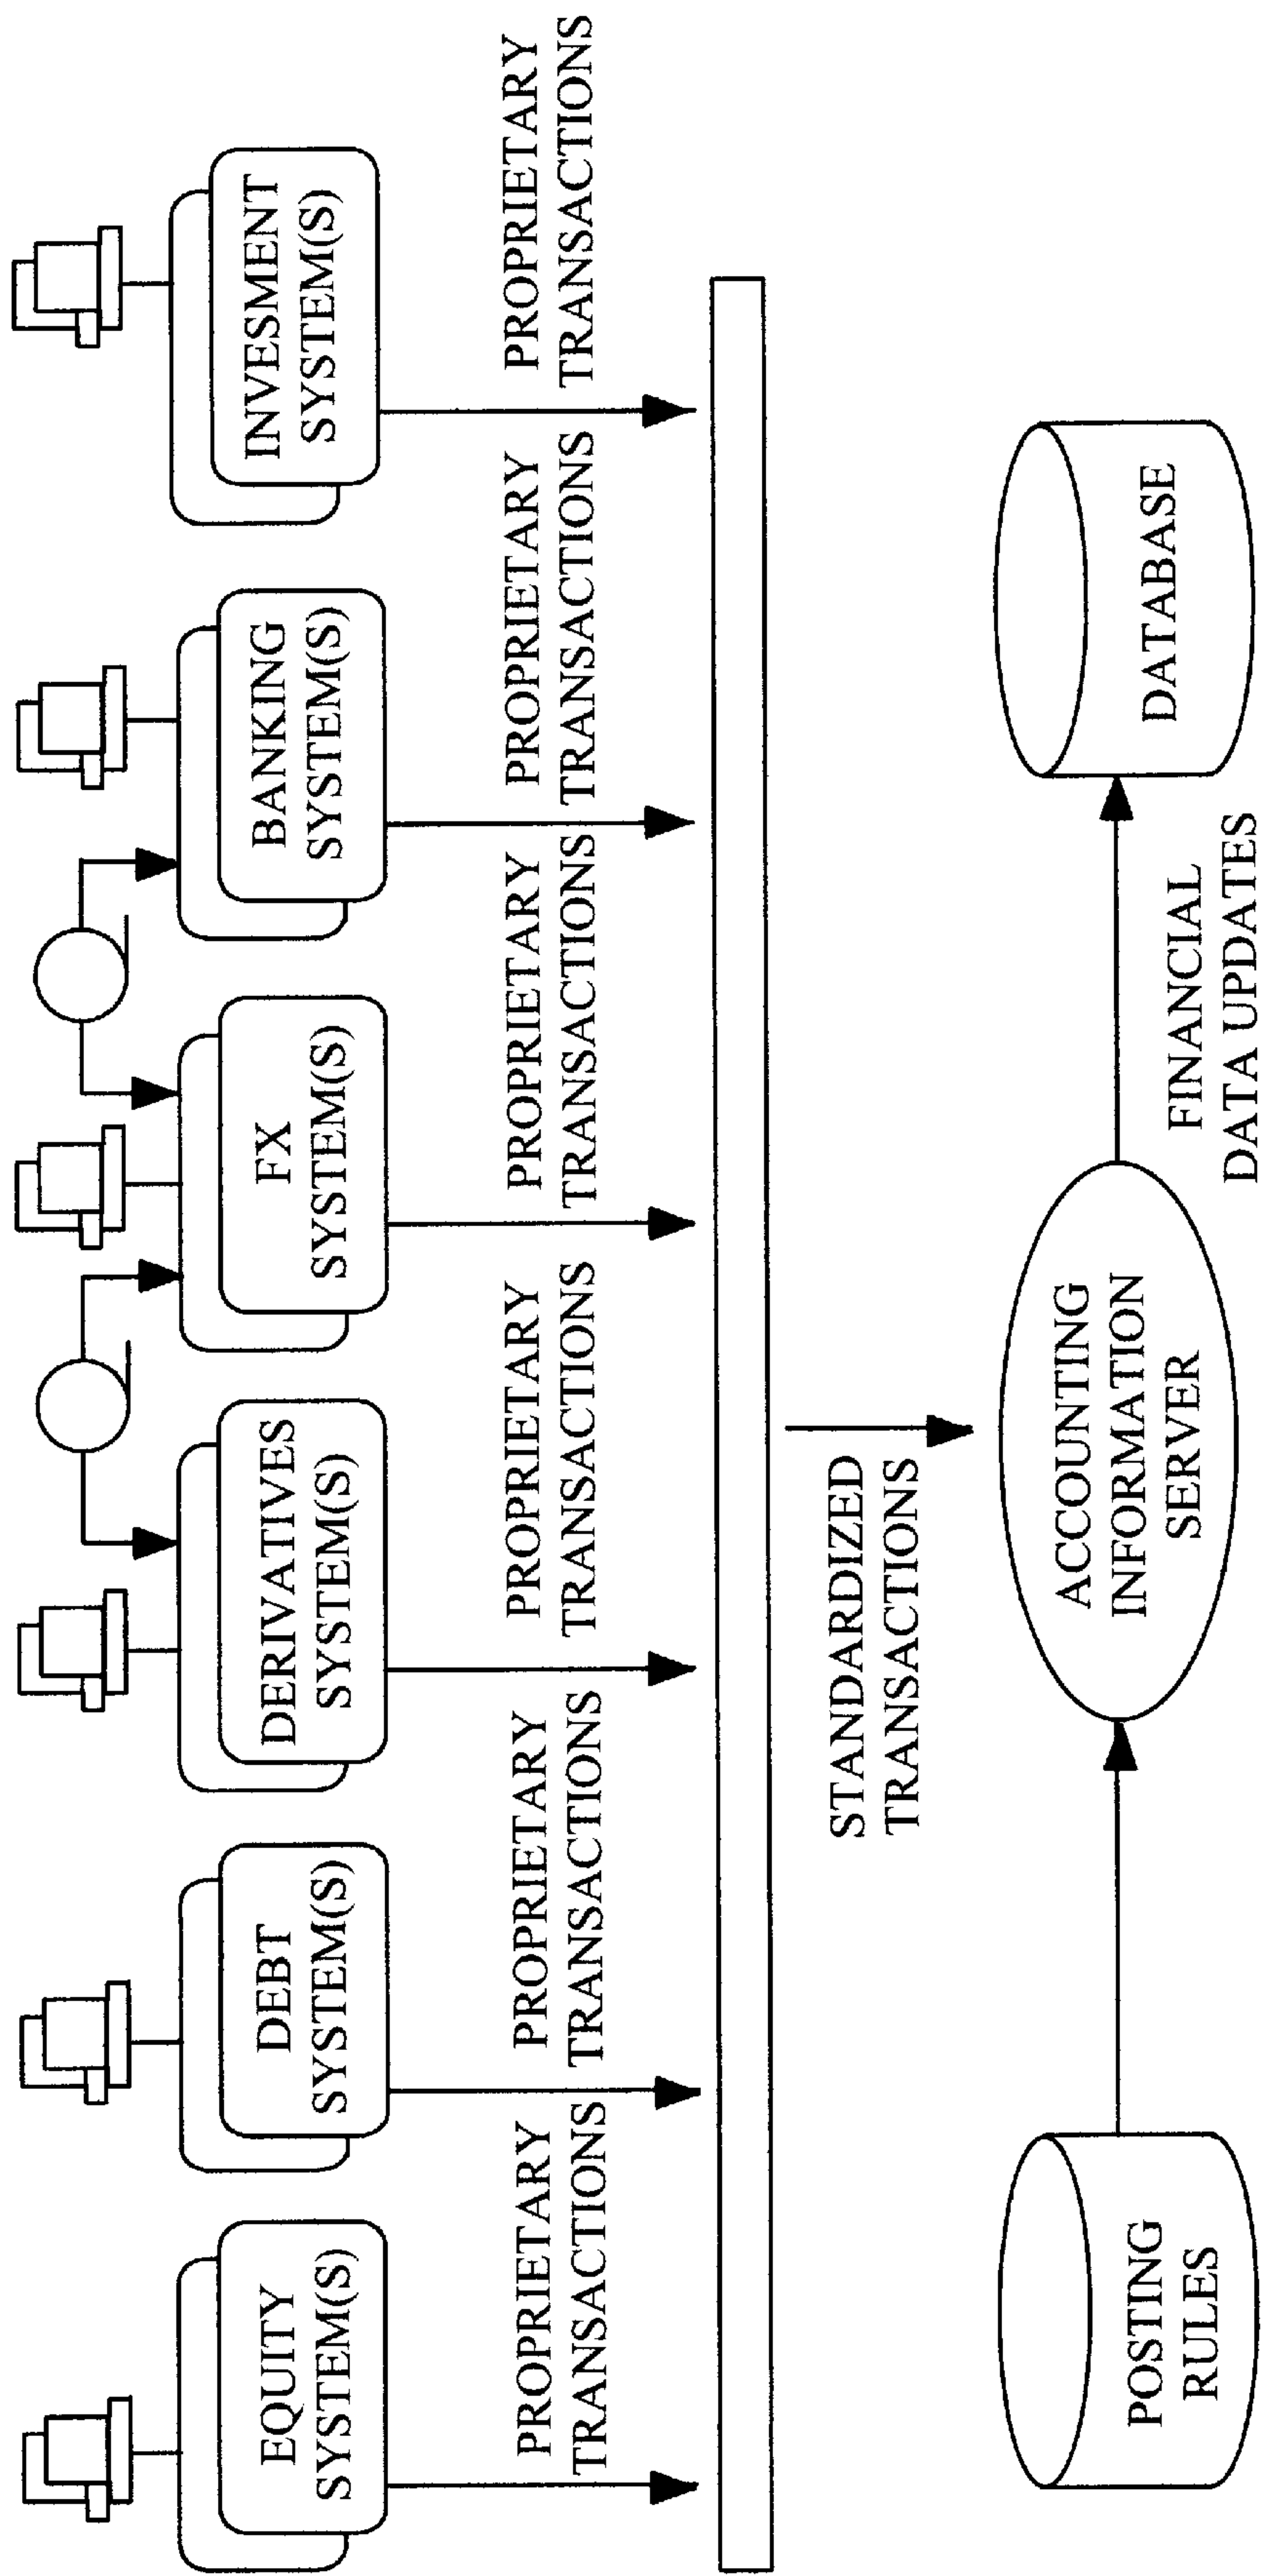 EQUITY
SYSTEM(S)
DEBT
SYSTEM(S)
DERIVATIVES
SYSTEM(S)
FX
SYSTEM(S)
BANKING
SYSTEM(S)
INVESMENT
SYSTEM(S)
PROPRIETARY
TRANSACTIONS
PROPRIETARY
TRANSACTIONS
PROPRIETARY
TRANSACTIONS
PROPRIETARY
TRANSACTIONS
PROPRIETARY
TRANSACTIONS
PROPRIETARY
TRANSACTIONS
STANDARDIZED
TRANSACTIONS
POSTING
RULES
ACCOUNTING
INFORMATION
SERVER
FINANCIAL
DATA UPDATES
DATABASE